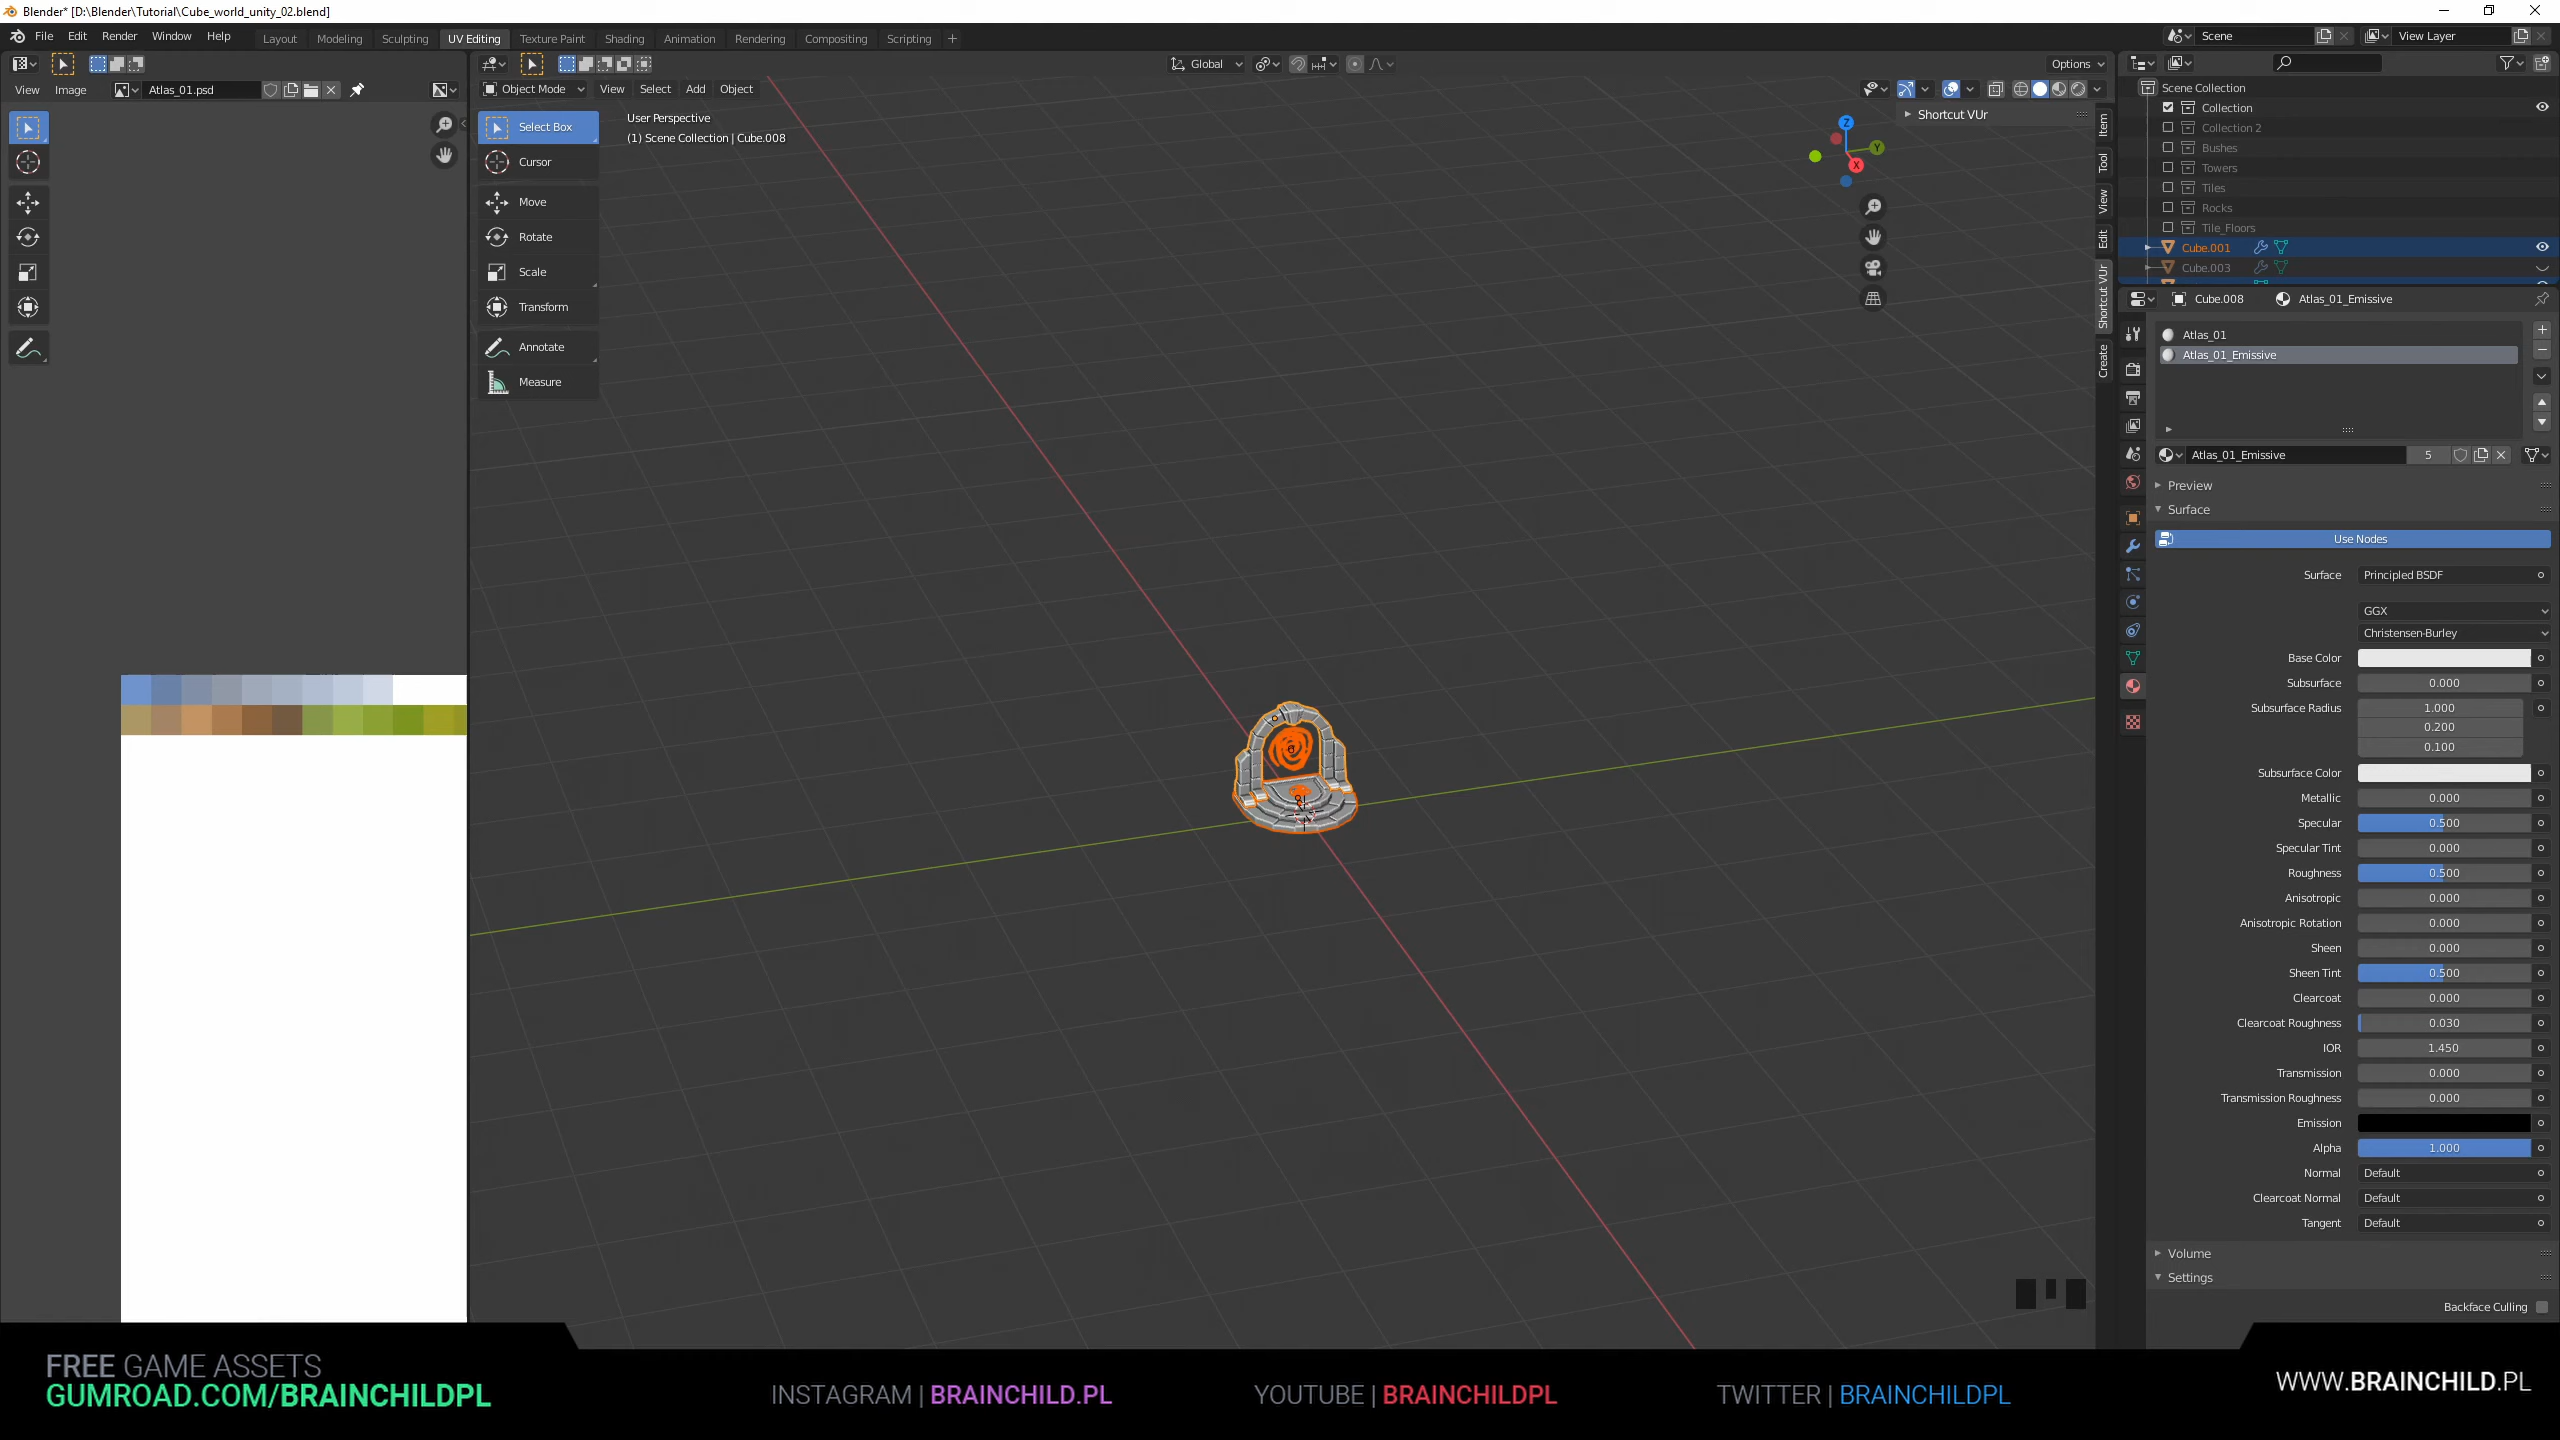 Blender* [D:\Blender\Tutorial\Cube_world_unity_02.blend]
File Edit Render Window Help Layout Modeling Sculpting UV Editing Texture Paint Shading Animation Rendering Compositing Scripting + Scene View Layer
Global Options
View Image Atlas_01.psd Object Mode View Select Add Object
Select Box
Cursor
Move
Rotate
Scale
Transform
Annotate
Measure
User Perspective
(1) Scene Collection | Cube.008
Shortcut VUr
Z
Y
X
Item
Tool
View
Edit
Shortcut VUr
Create
Scene Collection
Collection
Collection 2
Bushes
Towers
Tiles
Rocks
Tile_Floors
Cube.001
Cube.003
Cube.008 Atlas_01_Emissive
Atlas_01
Atlas_01_Emissive
Atlas_01_Emissive 5
Preview
Surface
Use Nodes
Surface Principled BSDF
GGX
Christensen-Burley
Base Color
Subsurface 0.000
Subsurface Radius 1.000
0.200
0.100
Subsurface Color
Metallic 0.000
Specular 0.500
Specular Tint 0.000
Roughness 0.500
Anisotropic 0.000
Anisotropic Rotation 0.000
Sheen 0.000
Sheen Tint 0.500
Clearcoat 0.000
Clearcoat Roughness 0.030
IOR 1.450
Transmission 0.000
Transmission Roughness 0.000
Emission
Alpha 1.000
Normal Default
Clearcoat Normal Default
Tangent Default
Volume
Settings
Backface Culling
FREE GAME ASSETS
GUMROAD.COM/BRAINCHILDPL
INSTAGRAM | BRAINCHILD.PL
YOUTUBE | BRAINCHILDPL
TWITTER | BRAINCHILDPL
WWW.BRAINCHILD.PL